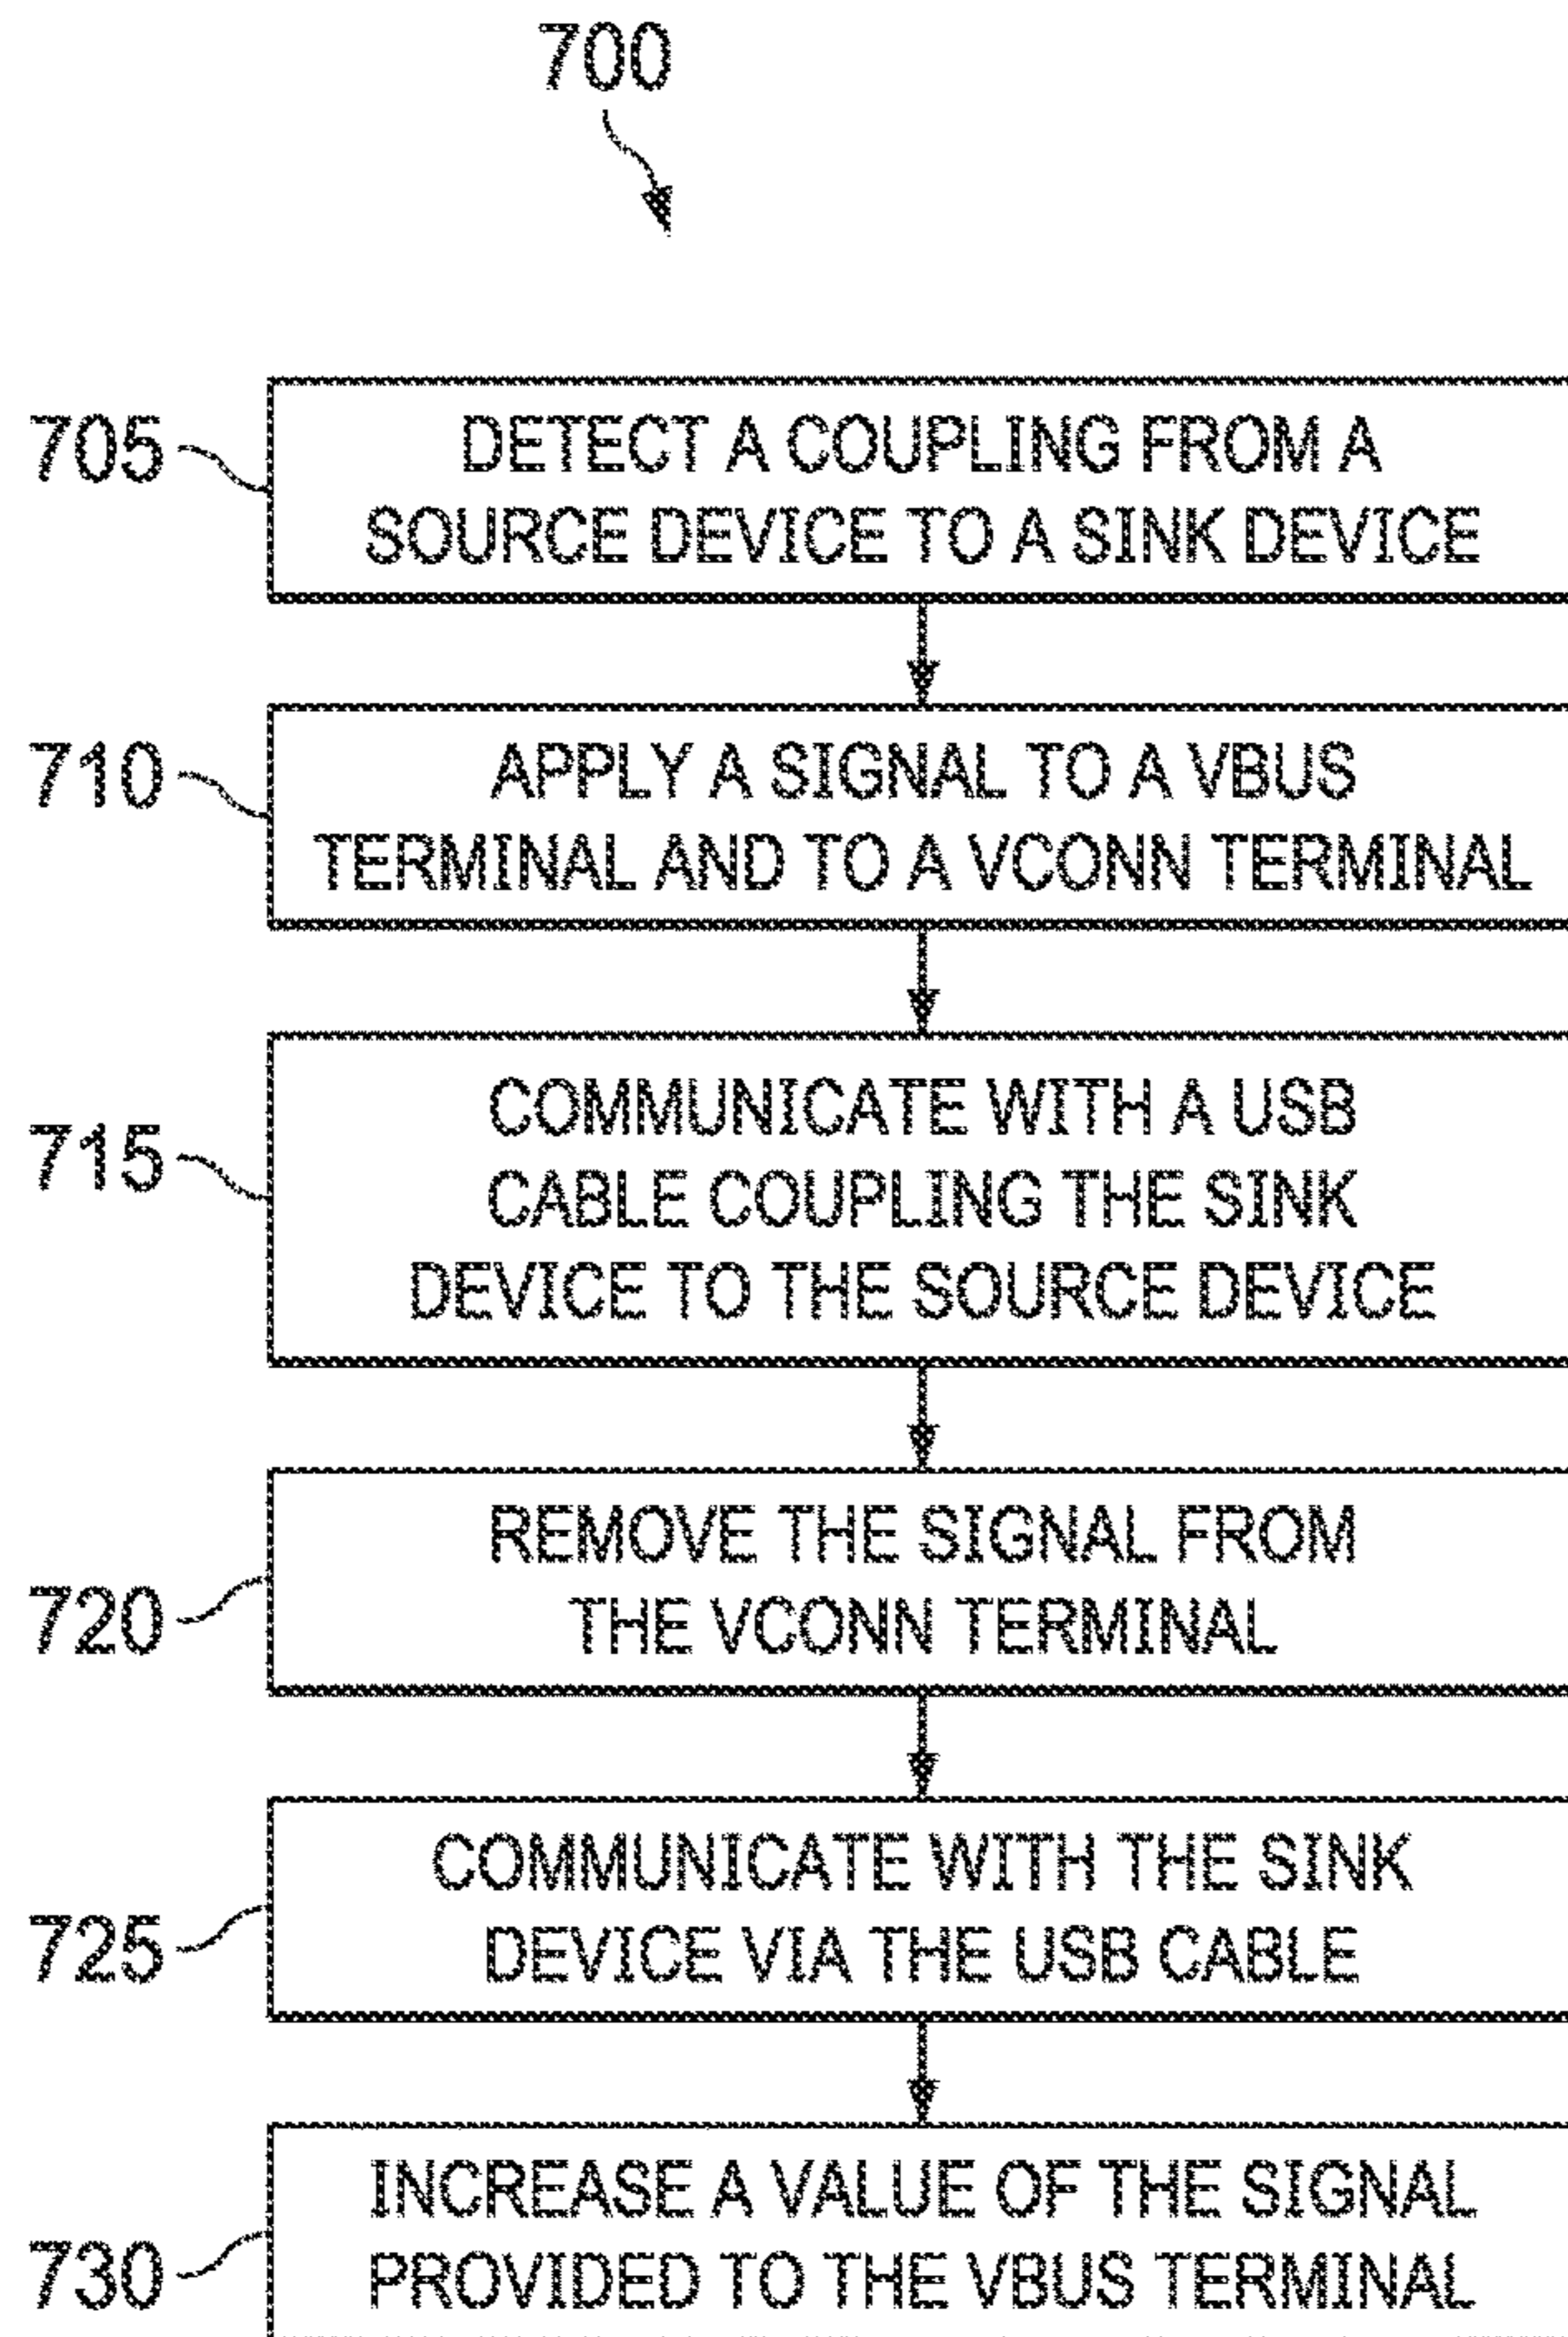 700
705
DETECT A COUPLING FROM A
SOURCE DEVICE TO A SINK DEVICE
710
APPLY A SIGNAL TO A VBUS
TERMINAL AND TO A VCONN TERMINAL
715
COMMUNICATE WITH A USB
CABLE COUPLING THE SINK
DEVICE TO THE SOURCE DEVICE
720
REMOVE THE SIGNAL FROM
THE VCONN TERMINAL
725
COMMUNICATE WITH THE SINK
DEVICE VIA THE USB CABLE
730
INCREASE A VALUE OF THE SIGNAL
PROVIDED TO THE VBUS TERMINAL